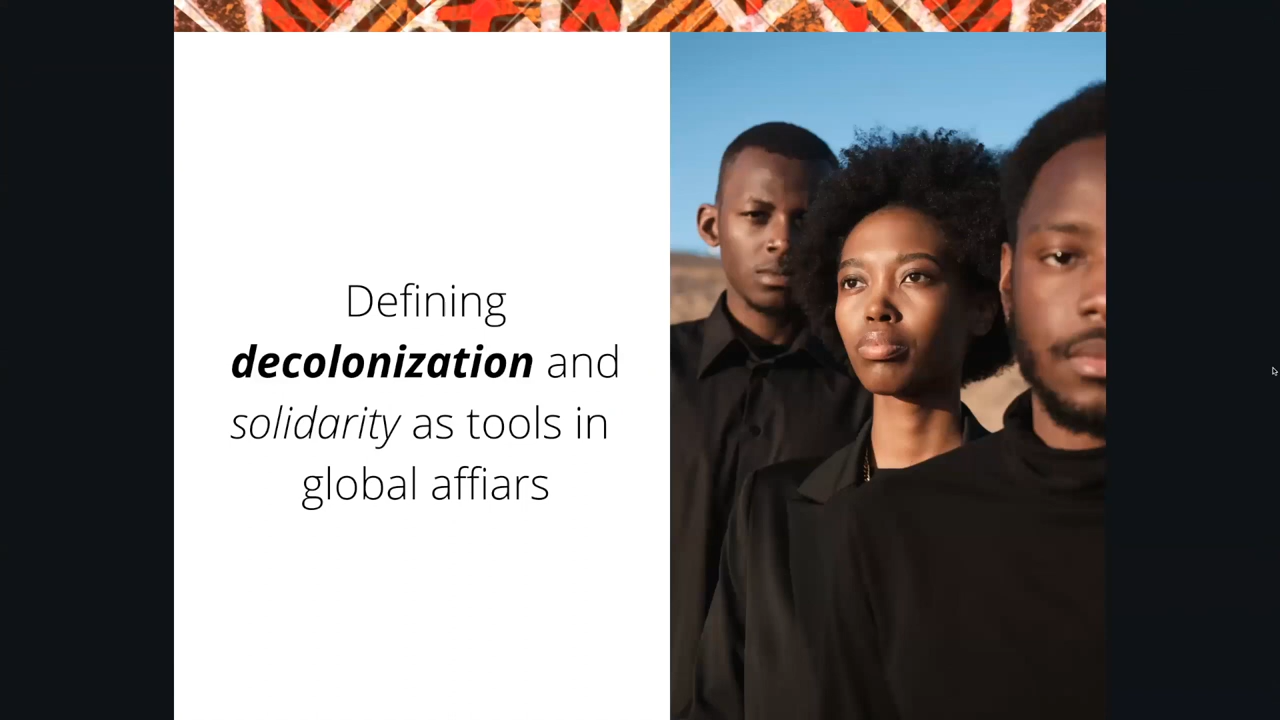 Defining
decolonization and
solidarity as tools in
global affiars